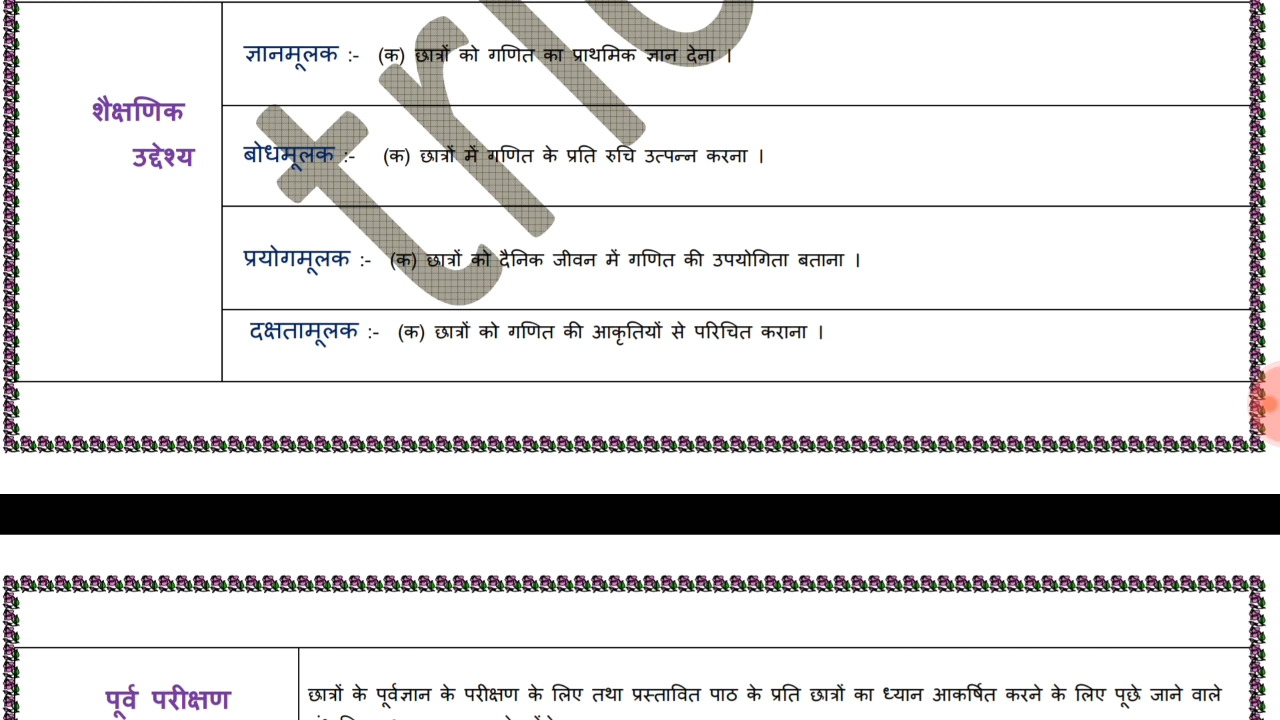 ज्ञानमूलक :- (क) छात्रों को गणित का प्राथमिक ज्ञान देना ।
शैक्षणिक
उद्देश्य
बोधमूलक :- (क) छात्रों में गणित के प्रति रुचि उत्पन्न करना ।
प्रयोगमूलक :- (क) छात्रों को दैनिक जीवन में गणित की उपयोगिता बताना ।
दक्षतामूलक :- (क) छात्रों को गणित की आकृतियों से परिचित कराना ।
पूर्व परीक्षण
छात्रों के पूर्वज्ञान के परीक्षण के लिए तथा प्रस्तावित पाठ के प्रति छात्रों का ध्यान आकर्षित करने के लिए पूछे जाने वाले